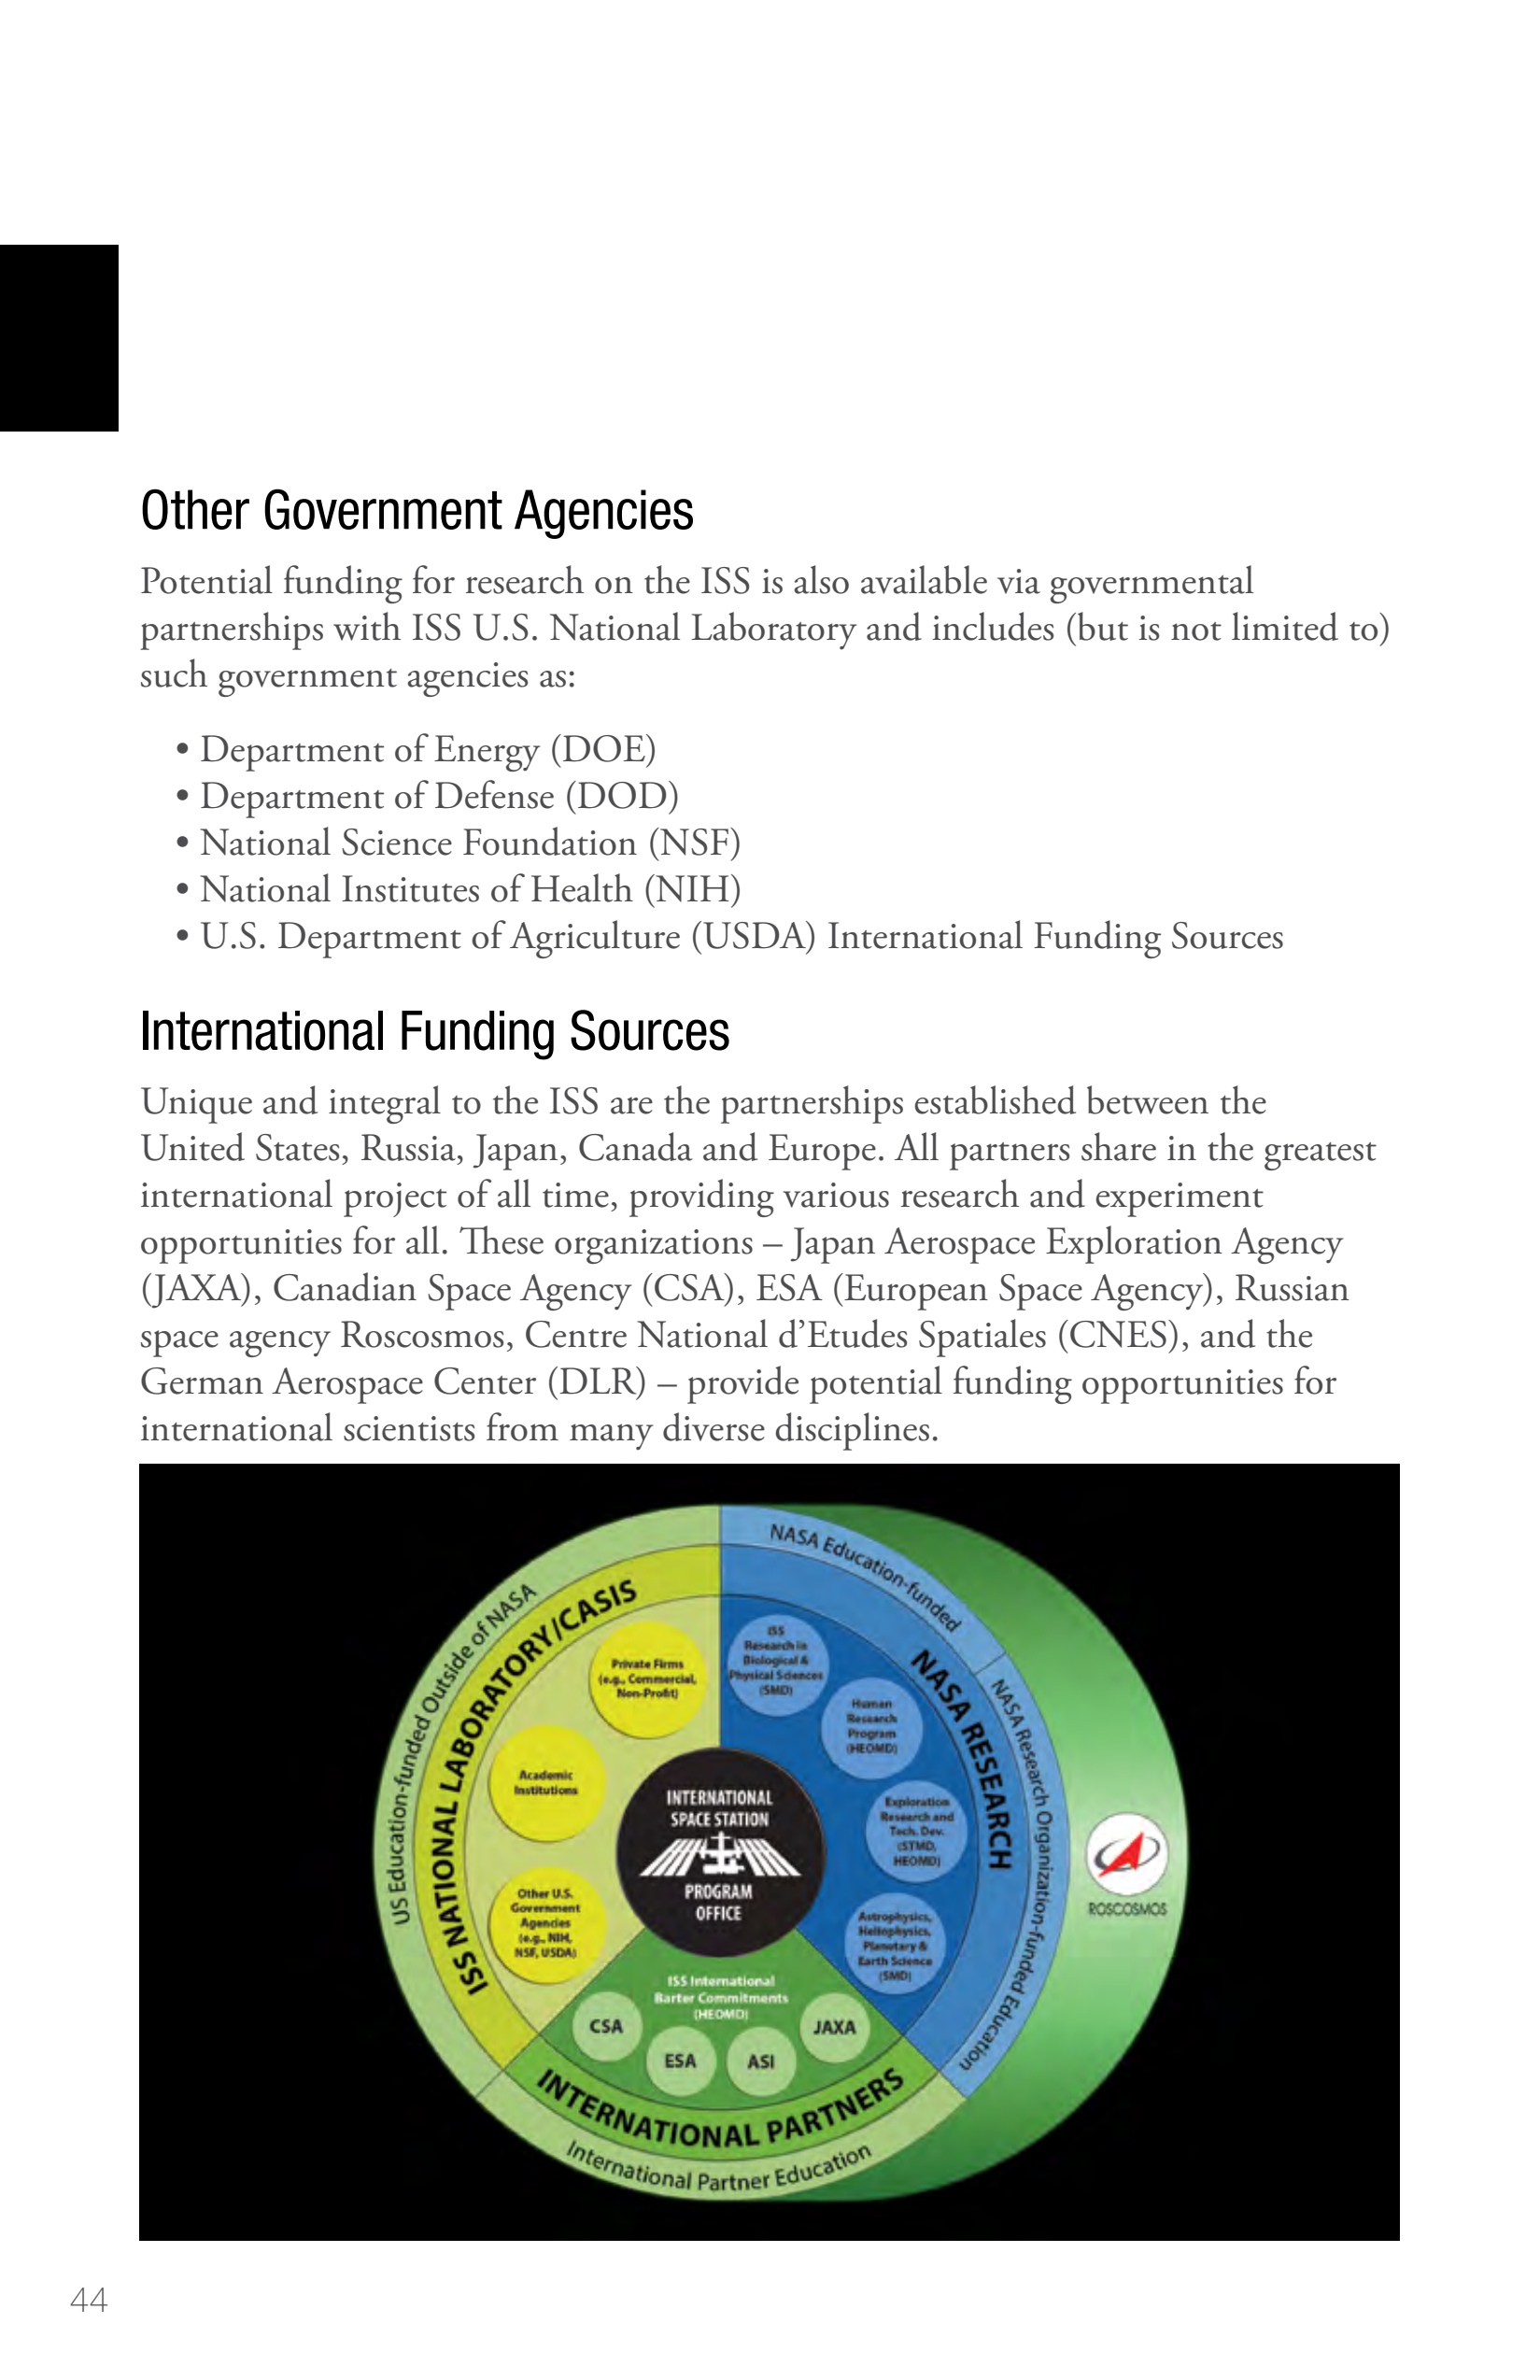 Other Government Agencies
Potential funding for research on the ISS is also available via governmental
partnerships with ISS U.S. National Laboratory and includes (but is not limited to)
such government agencies as:
• Department of Energy (DOE)
• Department of Defense (DOD)
• National Science Foundation (NSF)
• National Institutes of Health (NIH)
• U.S. Department of Agriculture (USDA) International Funding Sources
International Funding Sources
Unique and integral to the ISS are the partnerships established between the
United States, Russia, Japan, Canada and Europe. All partners share in the greatest
international project of all time, providing various research and experiment
opportunities for all. These organizations – Japan Aerospace Exploration Agency
(JAXA), Canadian Space Agency (CSA), ESA (European Space Agency), Russian
space agency Roscosmos, Centre National d’Etudes Spatiales (CNES), and the
German Aerospace Center (DLR) – provide potential funding opportunities for
international scientists from many diverse disciplines.
US Education-funded Outside of NASA
ISS NATIONAL LABORATORY/CASIS
Private Firms
(e.g., Commercial,
Non-Profit)
Academic
Institutions
Other U.S.
Government
Agencies
(e.g., NIH,
NSF, USDA)
NASA Education-funded
NASA Research Organization-funded Education
NASA RESEARCH
ISS
Research in
Biological &
Physical Sciences
(SMD)
Human
Research
Program
(HEOMD)
Exploration
Research and
Tech. Dev.
(STMD,
HEOMD)
Astrophysics,
Heliophysics,
Planetary &
Earth Science
(SMD)
INTERNATIONAL
SPACE STATION
PROGRAM
OFFICE
ISS International
Barter Commitments
(HEOMD)
CSA
ESA
ASI
JAXA
INTERNATIONAL PARTNERS
International Partner Education
ROSCOSMOS
44